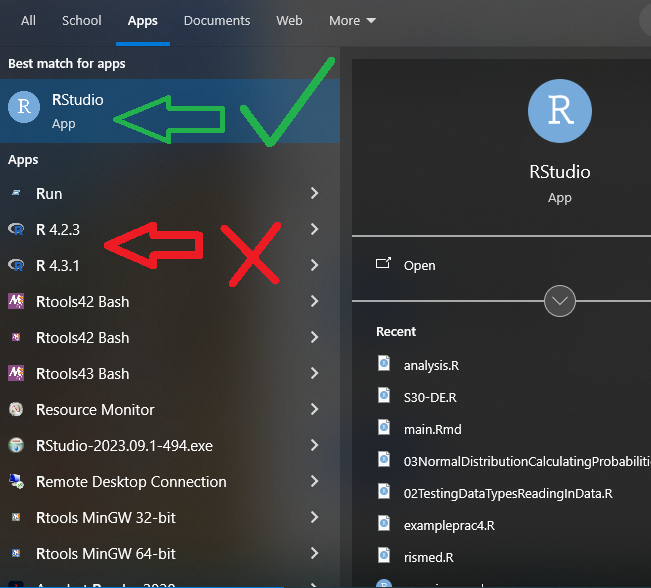 All School Apps Documents Web More
Best match for apps
R RStudio
App
Apps
Run
R 4.2.3
R 4.3.1
Rtools42 Bash
Rtools42 Bash
Rtools43 Bash
Resource Monitor
RStudio-2023.09.1-494.exe
Remote Desktop Connection
Rtools MinGW 32-bit
Rtools MinGW 64-bit
R
RStudio
App
Open
Recent
analysis.R
S30-DE.R
main.Rmd
03NormalDistributionCalculatingProbabiliti
02TestingDataTypesReadingInData.R
exampleprac4.R
rismed.R